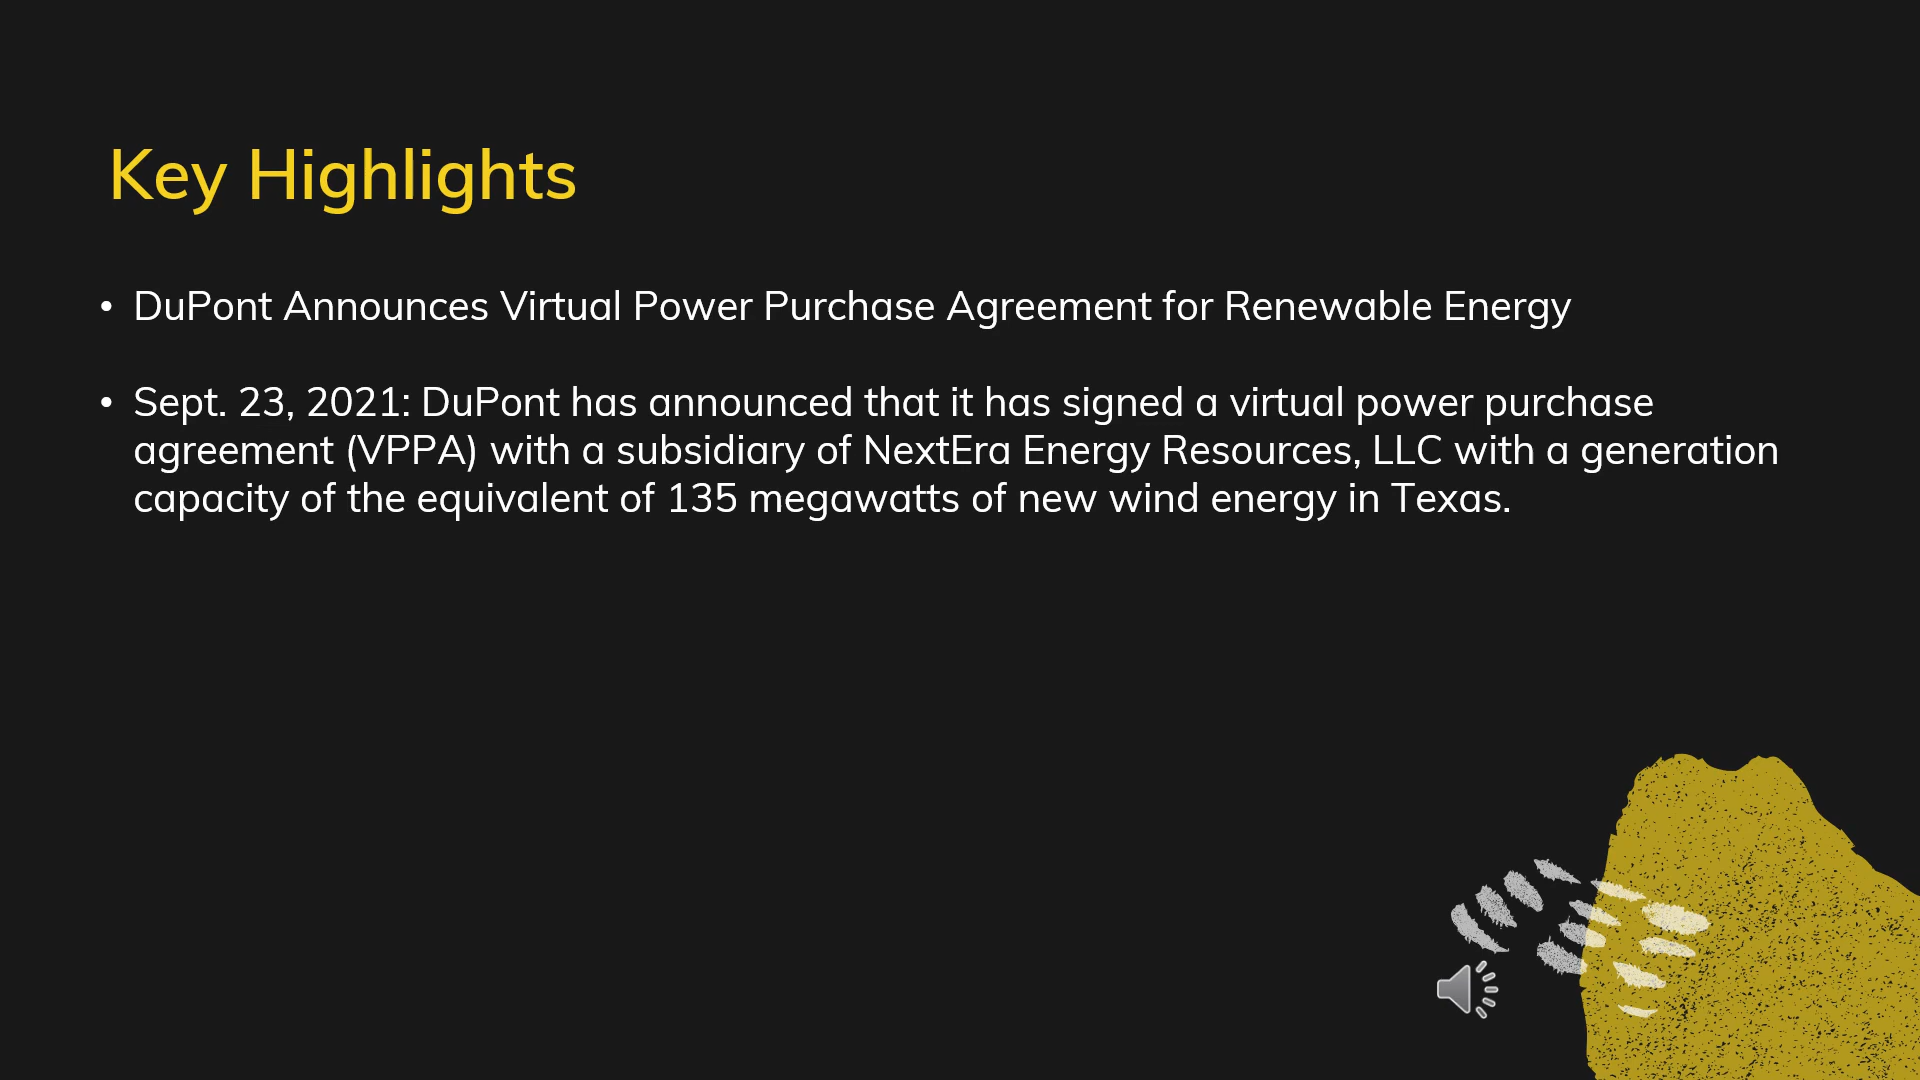 Key Highlights
• DuPont Announces Virtual Power Purchase Agreement for Renewable Energy
• Sept. 23, 2021: DuPont has announced that it has signed a virtual power purchase
agreement (VPPA) with a subsidiary of NextEra Energy Resources, LLC with a generation
capacity of the equivalent of 135 megawatts of new wind energy in Texas.